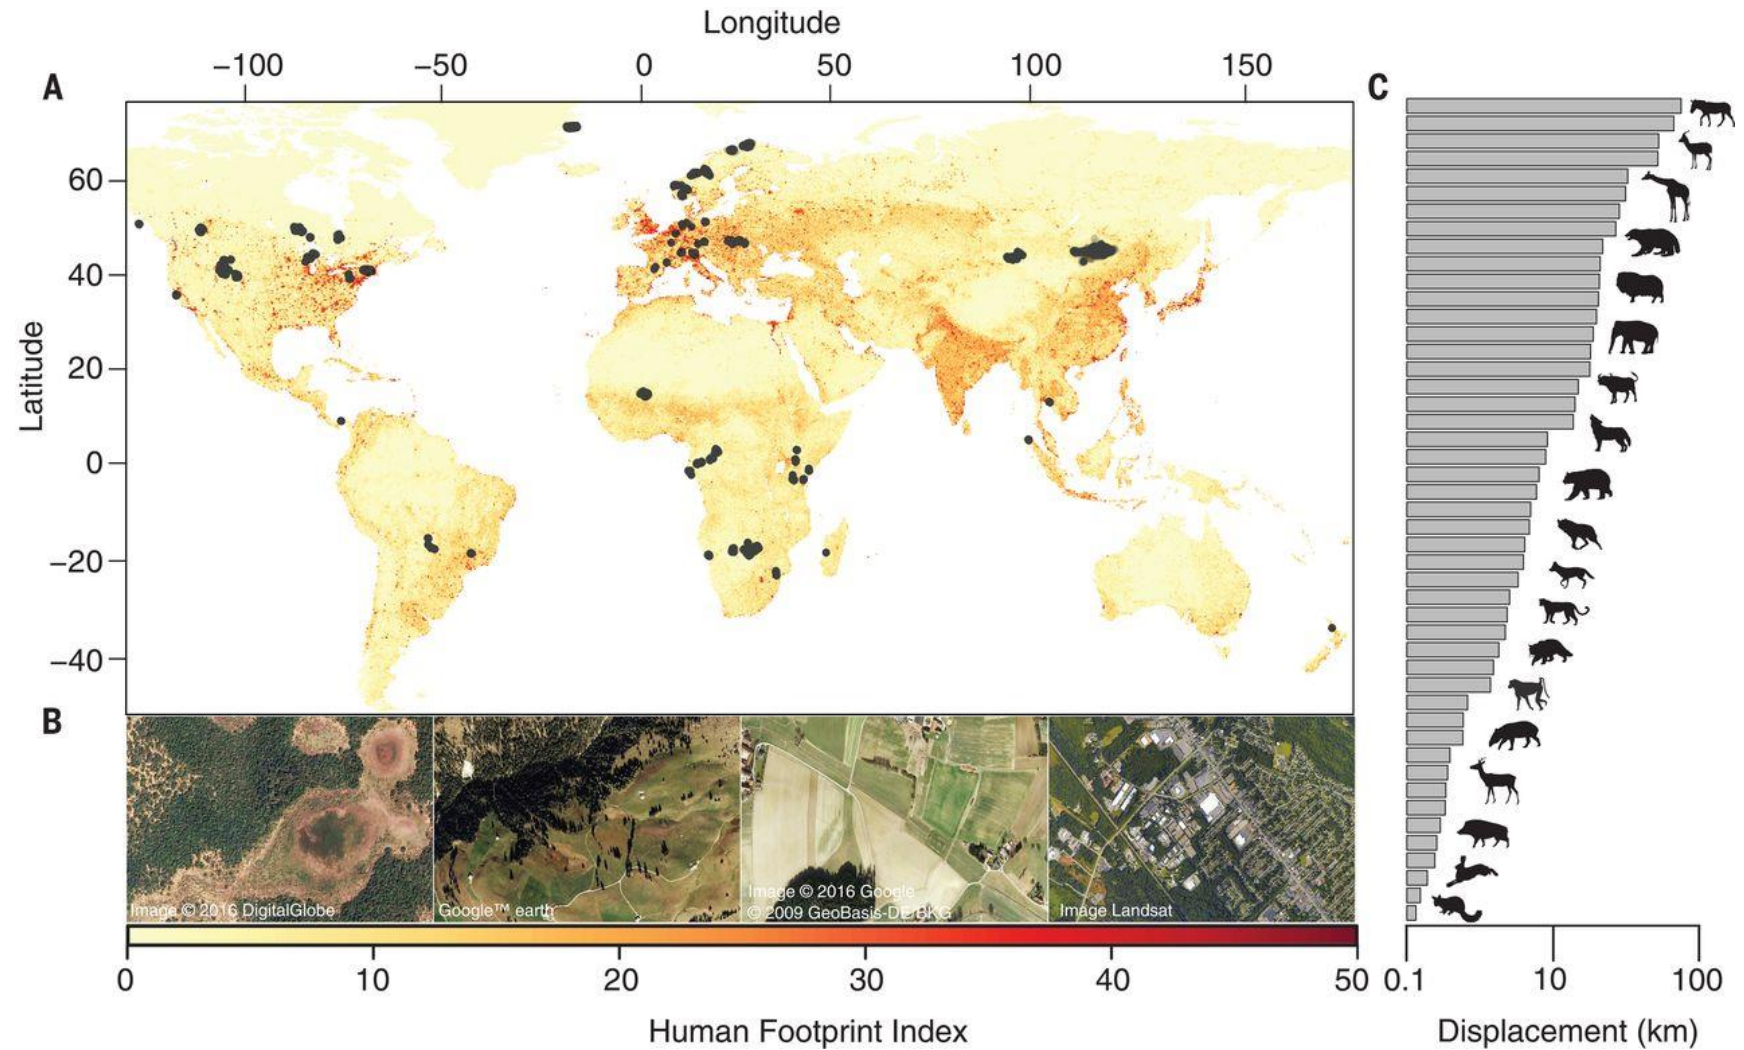 Longitude
A
−100 −50 0 50 100 150
C
60
40
20
0
−20
−40
Latitude
B
Image © 2016 DigitalGlobe
Google™ earth
Image © 2016 Google
© 2009 GeoBasis-DE/BKG
Image Landsat
0 10 20 30 40 50
Human Footprint Index
0.1 10 100
Displacement (km)